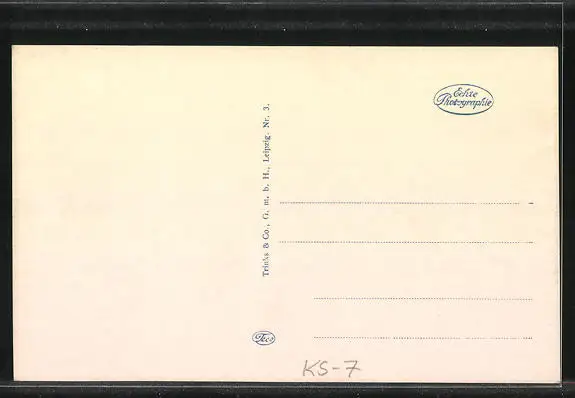 Echte
Photographie
Trinks & Co., G. m. b. H., Leipzig. Nr. 3.
KS-7